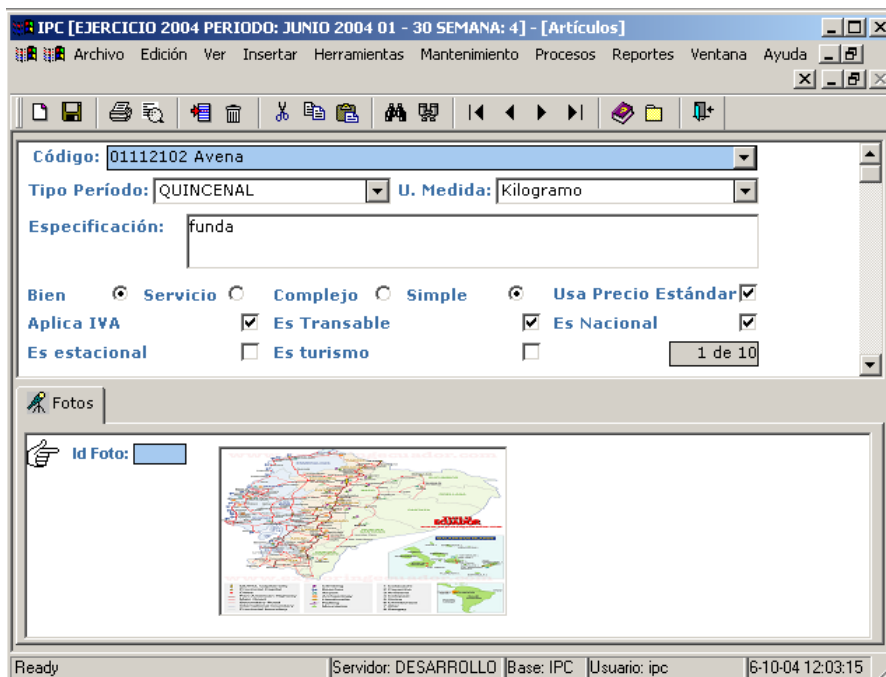 IPC [EJERCICIO 2004 PERIODO: JUNIO 2004 01 - 30 SEMANA: 4] - [Artículos]
Archivo Edición Ver Insertar Herramientas Mantenimiento Procesos Reportes Ventana Ayuda
Código: 01112102 Avena
Tipo Período: QUINCENAL U. Medida: Kilogramo
Especificación: funda
Bien Servicio Complejo Simple Usa Precio Estándar
Aplica IVA Es Transable Es Nacional
Es estacional Es turismo 1 de 10
Fotos
Id Foto:
ECUADOR
Ready Servidor: DESARROLLO Base: IPC Usuario: ipc 6-10-04 12:03:15